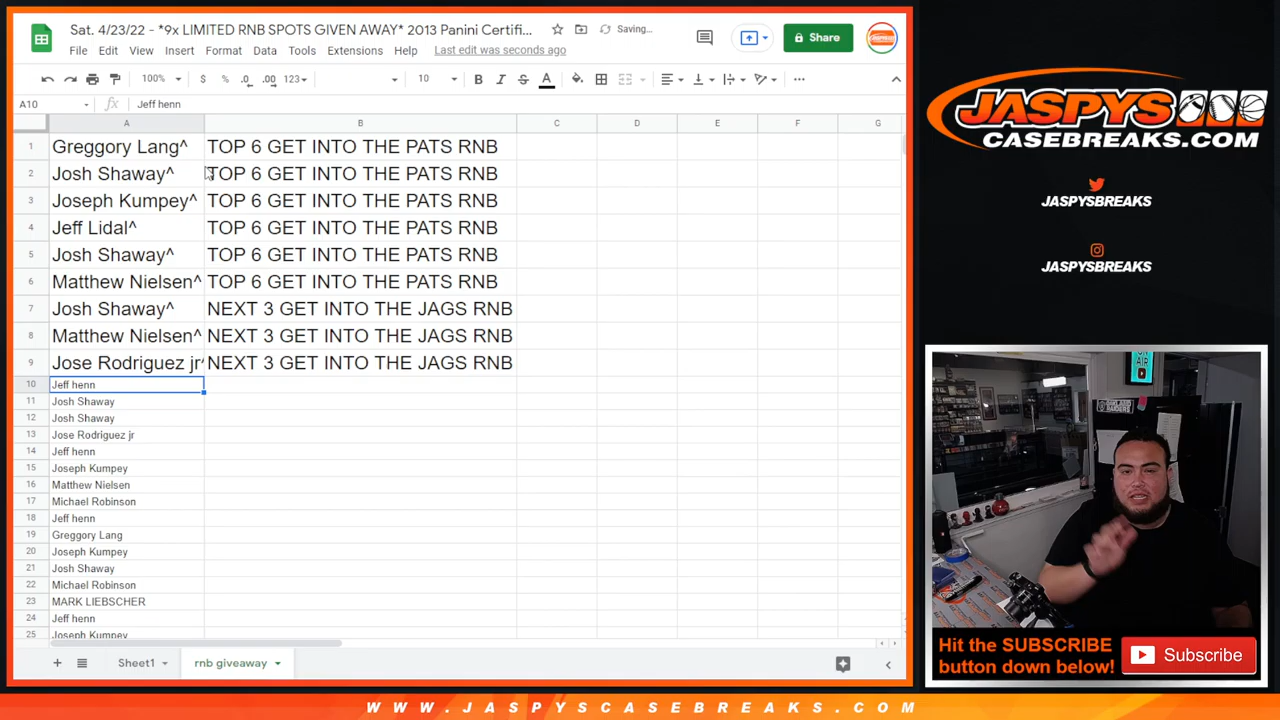 Sat. 4/23/22 - *9x LIMITED RNB SPOTS GIVEN AWAY* 2013 Panini Certifi...
Saving...
File Edit View Insert Format Data Tools Extensions Help Last edit was seconds ago
Share
100% $ % .0 .00 123 10 B I S A
A10 fx Jeff henn
A B C D E F G
1 Greggory Lang^ TOP 6 GET INTO THE PATS RNB
2 Josh Shaway^ TOP 6 GET INTO THE PATS RNB
3 Joseph Kumpey^ TOP 6 GET INTO THE PATS RNB
4 Jeff Lidal^ TOP 6 GET INTO THE PATS RNB
5 Josh Shaway^ TOP 6 GET INTO THE PATS RNB
6 Matthew Nielsen^ TOP 6 GET INTO THE PATS RNB
7 Josh Shaway^ NEXT 3 GET INTO THE JAGS RNB
8 Matthew Nielsen^ NEXT 3 GET INTO THE JAGS RNB
9 Jose Rodriguez jr^ NEXT 3 GET INTO THE JAGS RNB
10 Jeff henn
11 Josh Shaway
12 Josh Shaway
13 Jose Rodriguez jr
14 Jeff henn
15 Joseph Kumpey
16 Matthew Nielsen
17 Michael Robinson
18 Jeff henn
19 Greggory Lang
20 Joseph Kumpey
21 Josh Shaway
22 Michael Robinson
23 MARK LIEBSCHER
24 Jeff henn
25 Joseph Kumpey
Sheet1 rnb giveaway
JASPYS
CASEBREAKS.COM
JASPYSBREAKS
JASPYSBREAKS
Hit the SUBSCRIBE
button down below!
Subscribe
WWW.JASPYSCASEBREAKS.COM